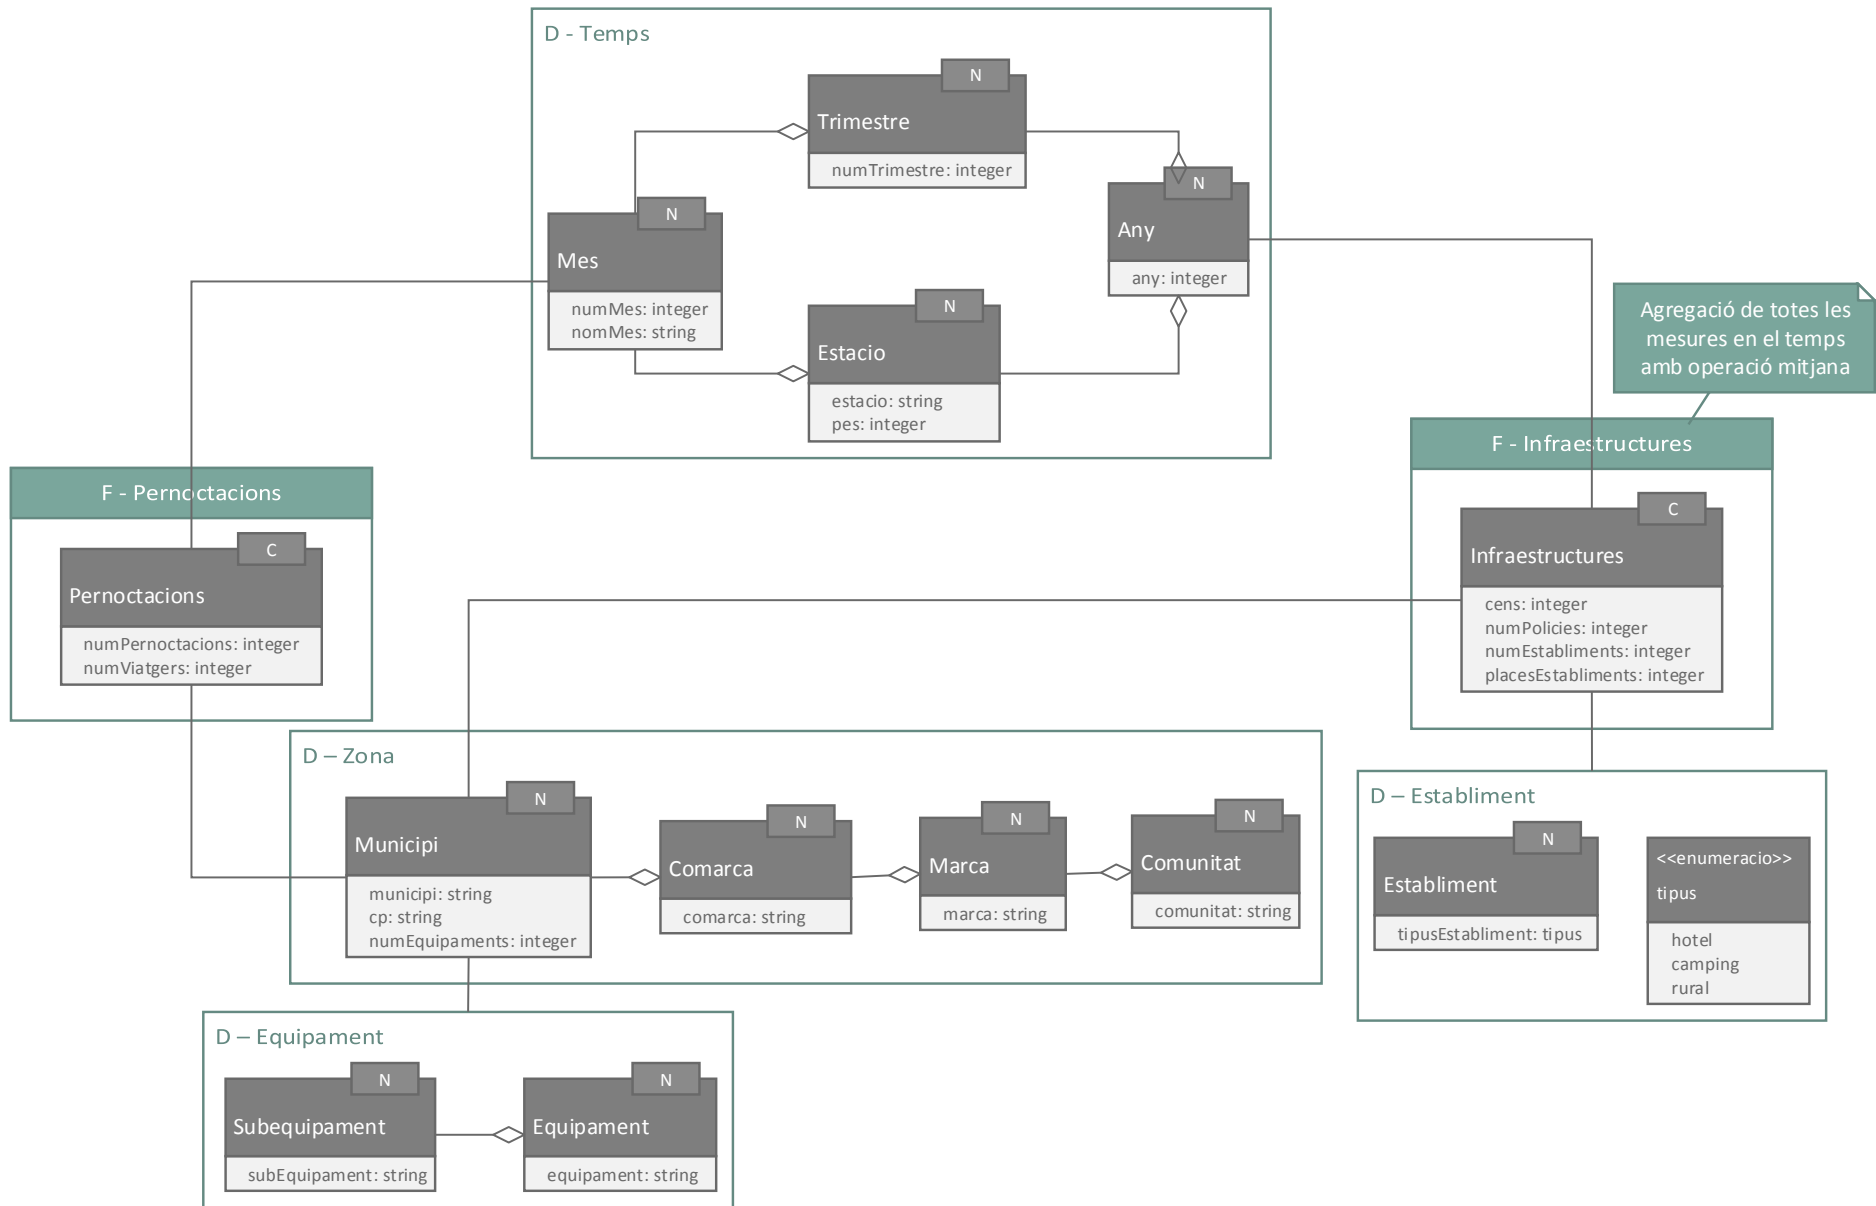 D - Temps
N
Trimestre
numTrimestre: integer
N
Mes
numMes: integer
nomMes: string
N
Any
any: integer
N
Estacio
estacio: string
pes: integer
Agregació de totes les
mesures en el temps
amb operació mitjana
F - Pernoctacions
C
Pernoctacions
numPernoctacions: integer
numViatgers: integer
F - Infraestructures
C
Infraestructures
cens: integer
numPolicies: integer
numEstabliments: integer
placesEstabliments: integer
D – Zona
N
Municipi
municipi: string
cp: string
numEquipaments: integer
N
Comarca
comarca: string
N
Marca
marca: string
N
Comunitat
comunitat: string
D – Establiment
N
Establiment
tipusEstabliment: tipus
<<enumeracio>>
tipus
hotel
camping
rural
D – Equipament
N
Subequipament
subEquipament: string
N
Equipament
equipament: string